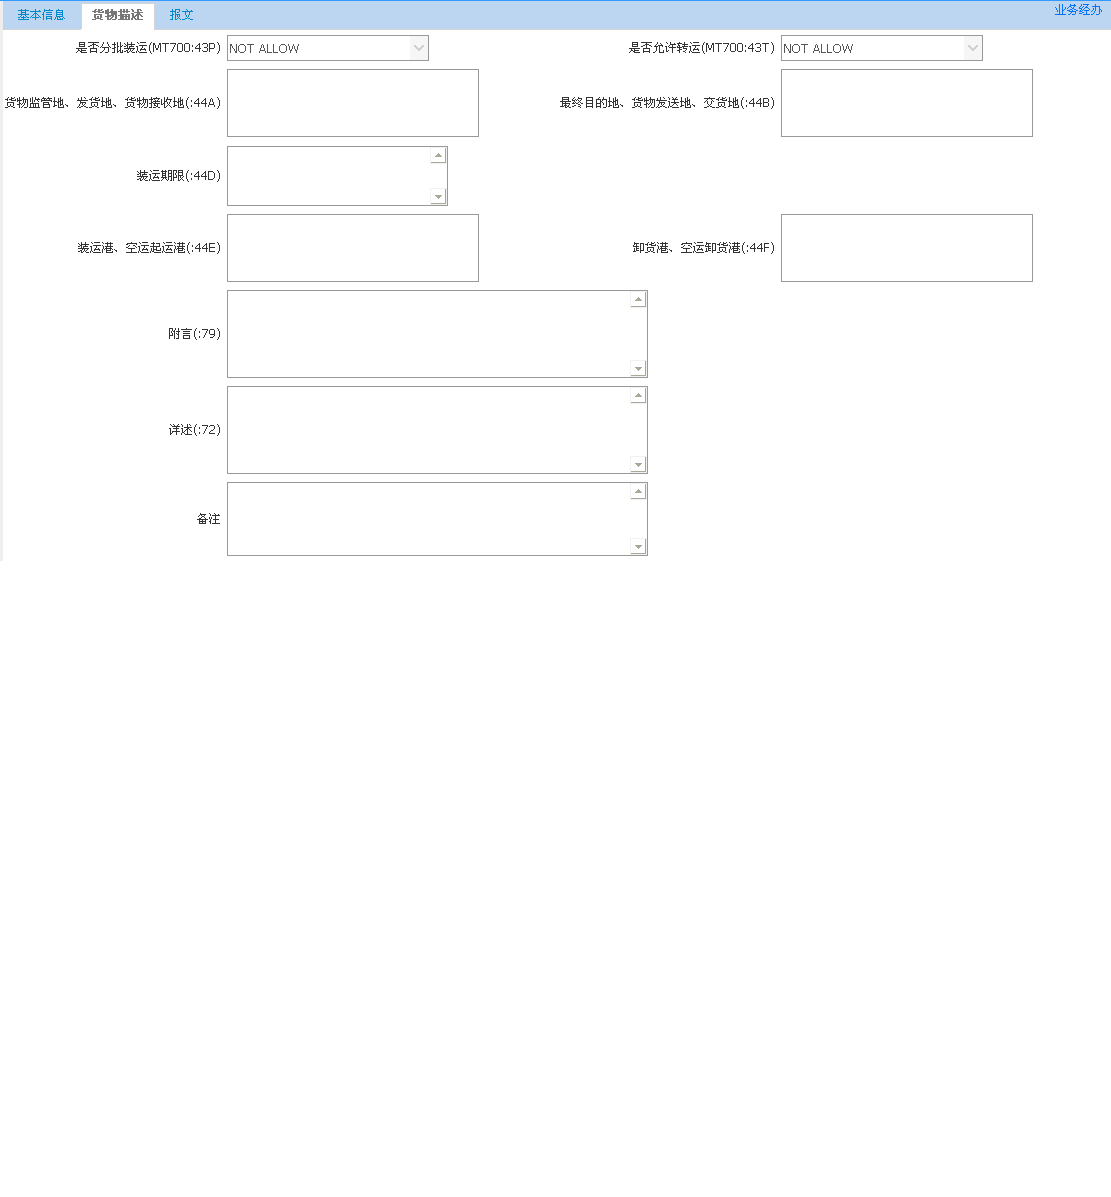 基本信息 货物描述 报文 业务经办
是否分批装运(MT700:43P) NOT ALLOW 是否允许转运(MT700:43T) NOT ALLOW
货物监管地、发货地、货物接收地(:44A) 最终目的地、货物发送地、交货地(:44B)
装运期限(:44D)
装运港、空运起运港(:44E) 卸货港、空运卸货港(:44F)
附言(:79)
详述(:72)
备注